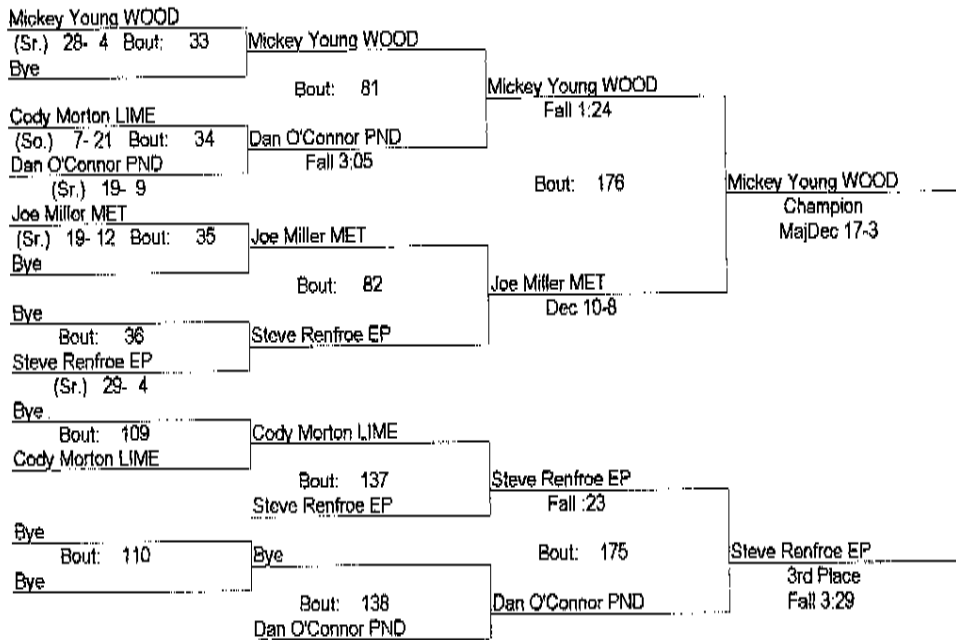 Mickey Young WOOD
(Sr.) 28- 4 Bout: 33
Bye
Mickey Young WOOD
Bout: 81
Cody Morton LIME
(So.) 7- 21 Bout: 34
Dan O'Connor PND
(Sr.) 19- 9
Dan O'Connor PND
Fall 3:05
Mickey Young WOOD
Fall 1:24
Bout: 176
Joe Miller MET
(Sr.) 19- 12 Bout: 35
Bye
Joe Miller MET
Bout: 82
Bye
Bout: 36
Steve Renfroe EP
(Sr.) 29- 4
Steve Renfroe EP
Joe Miller MET
Dec 10-8
Mickey Young WOOD
Champion
MajDec 17-3
Bye
Bout: 109
Cody Morton LIME
Cody Morton LIME
Bout: 137
Steve Renfroe EP
Steve Renfroe EP
Fall :23
Bout: 175
Bye
Bout: 110
Bye
Bye
Bout: 138
Dan O'Connor PND
Dan O'Connor PND
Steve Renfroe EP
3rd Place
Fall 3:29